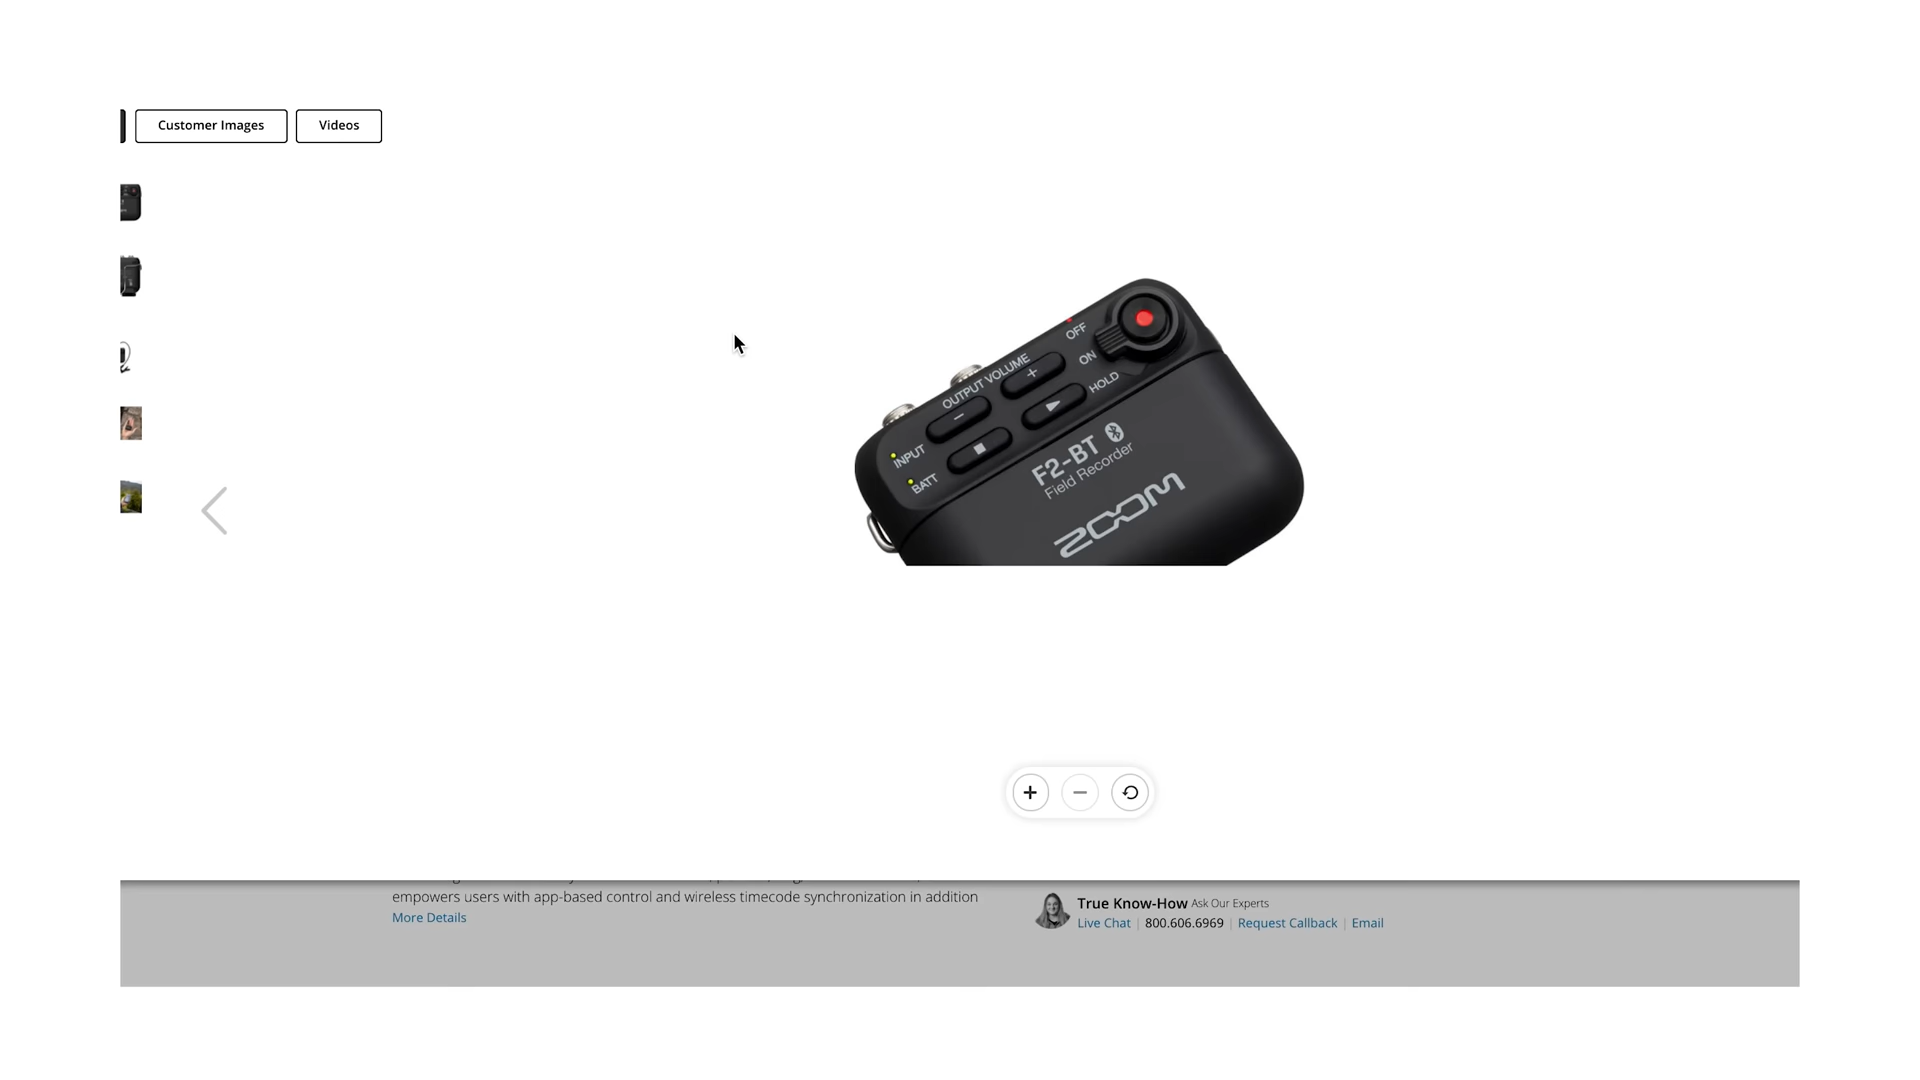 Customer Images
Videos
OFF
ON
HOLD
OUTPUT VOLUME
+
−
INPUT
BATT
F2-BT
Field Recorder
ZOOM
empowers users with app-based control and wireless timecode synchronization in addition
More Details
True Know-How Ask Our Experts
Live Chat | 800.606.6969 | Request Callback | Email